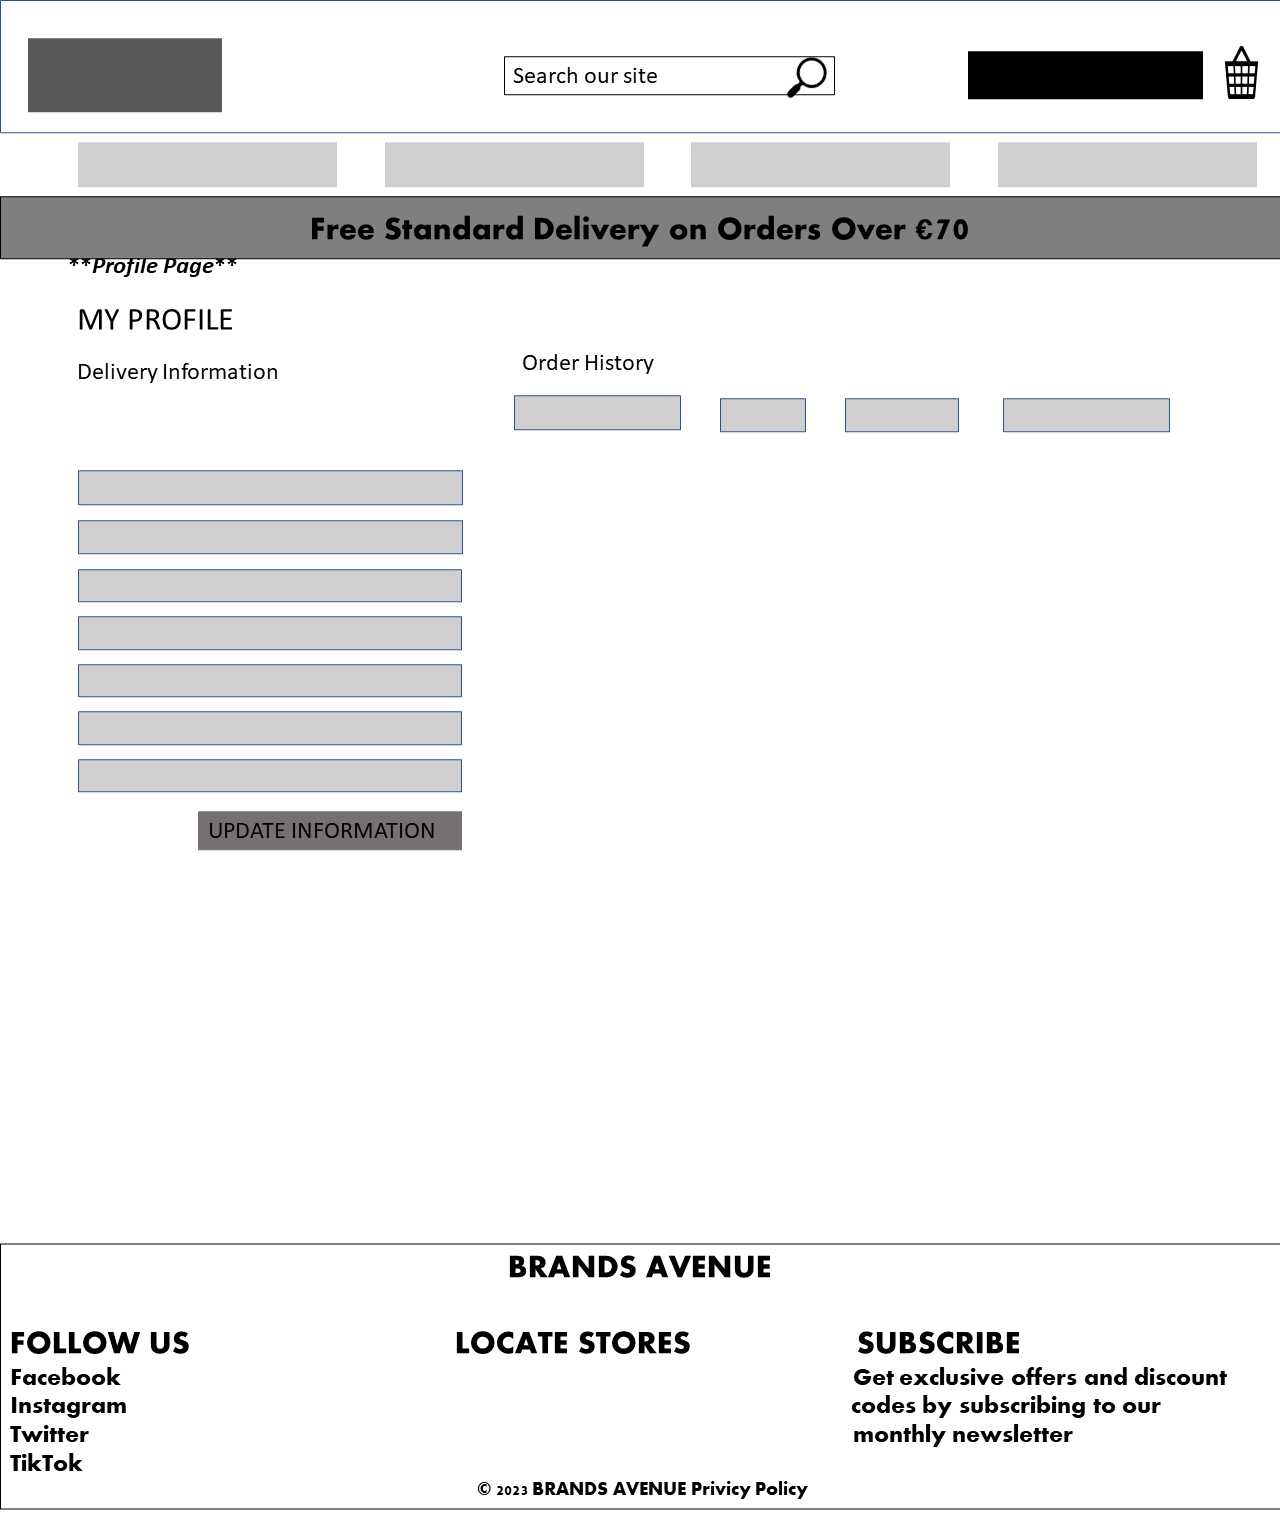 Search our site
Free Standard Delivery on Orders Over €70
**Profile Page**
MY PROFILE
Delivery Information
Order History
UPDATE INFORMATION
BRANDS AVENUE
FOLLOW US
Facebook
Instagram
Twitter
TikTok
LOCATE STORES
SUBSCRIBE
Get exclusive offers and discount
codes by subscribing to our
monthly newsletter
© 2023 BRANDS AVENUE Privicy Policy